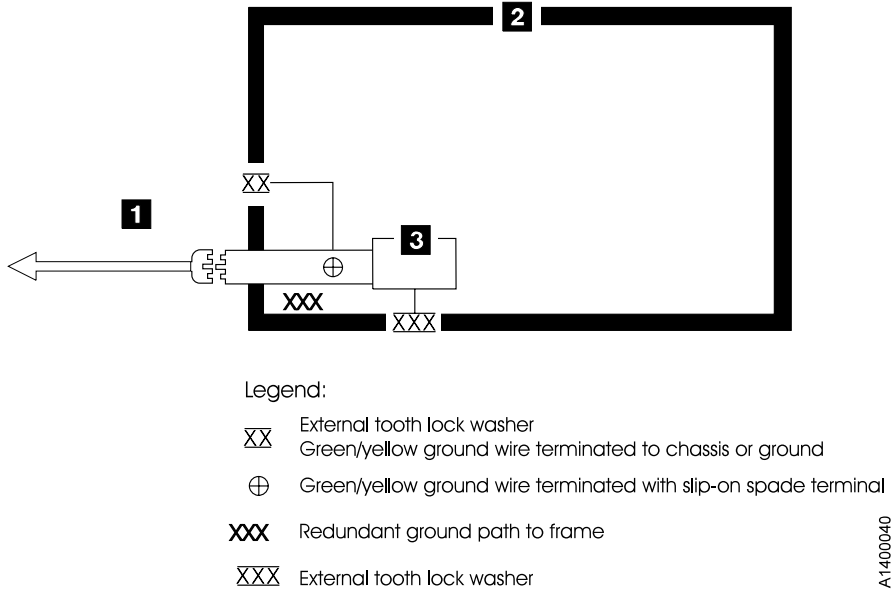 2
XX
1
3
XXX
XXX
Legend:
XX External tooth lock washer
Green/yellow ground wire terminated to chassis or ground
Green/yellow ground wire terminated with slip-on spade terminal
XXX Redundant ground path to frame
XXX External tooth lock washer
A1400040